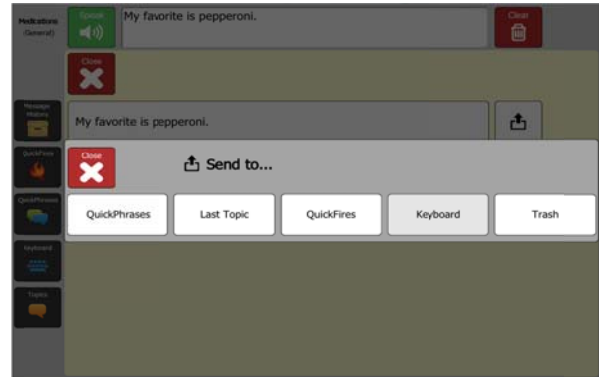 Medications
(General)
Speak
My favorite is pepperoni.
Clear
Close
Message
History
My favorite is pepperoni.
QuickFires
Close
Send to...
QuickPhrases
QuickPhrases
Last Topic
QuickFires
Keyboard
Trash
Keyboard
Topics